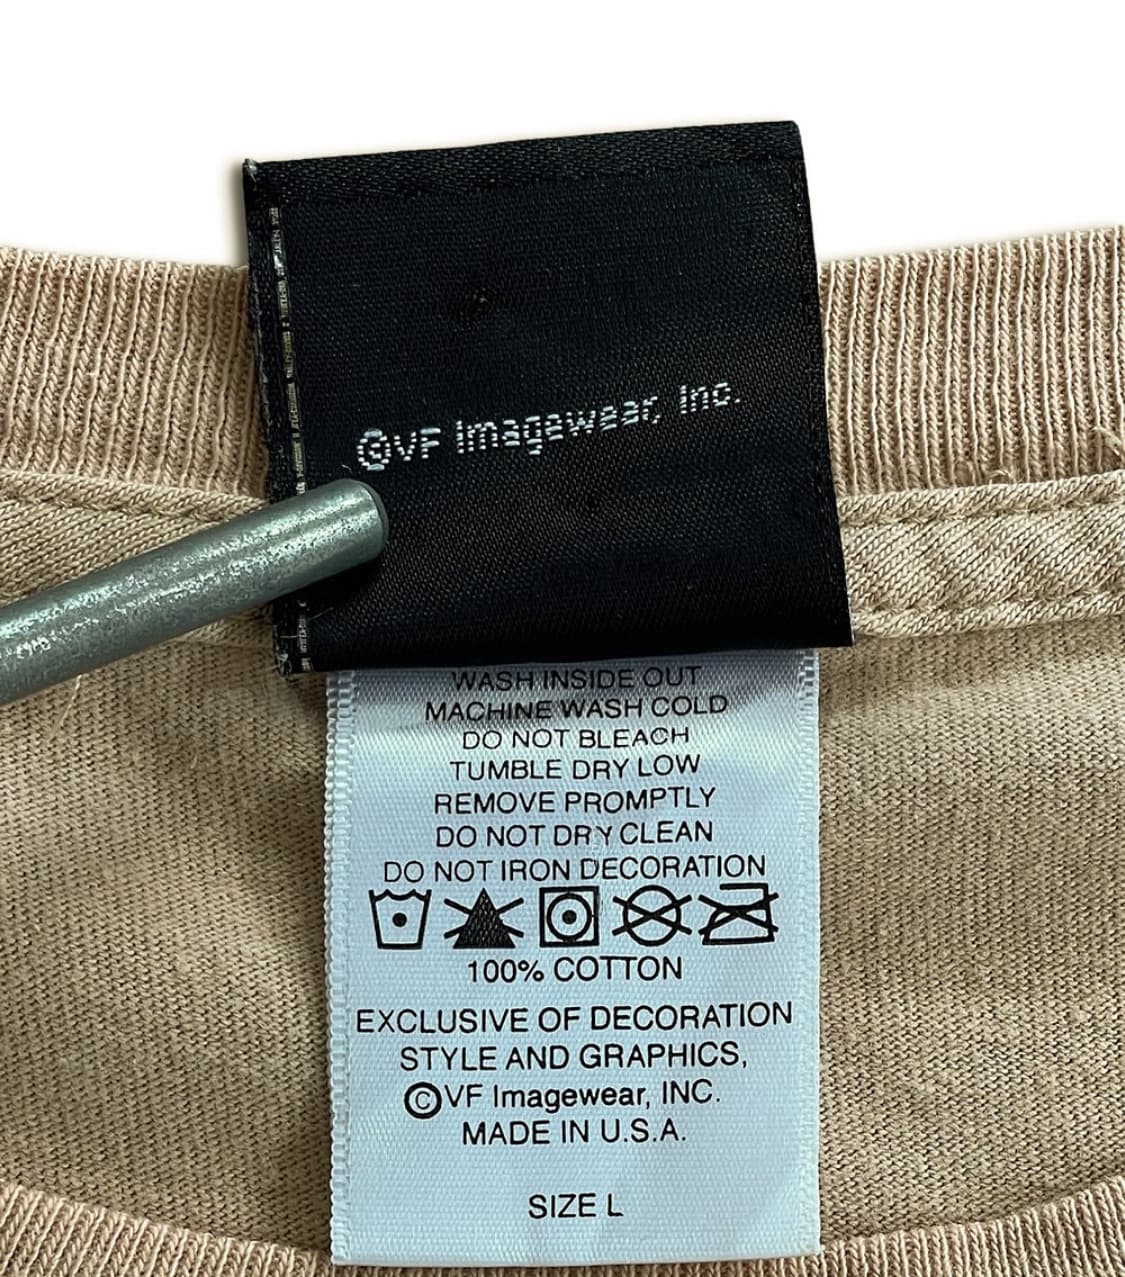 ©VF Imagewear, Inc.
WASH INSIDE OUT
MACHINE WASH COLD
DO NOT BLEACH
TUMBLE DRY LOW
REMOVE PROMPTLY
DO NOT DRY CLEAN
DO NOT IRON DECORATION
100% COTTON
EXCLUSIVE OF DECORATION
STYLE AND GRAPHICS,
©VF Imagewear, INC.
MADE IN U.S.A.
SIZE L